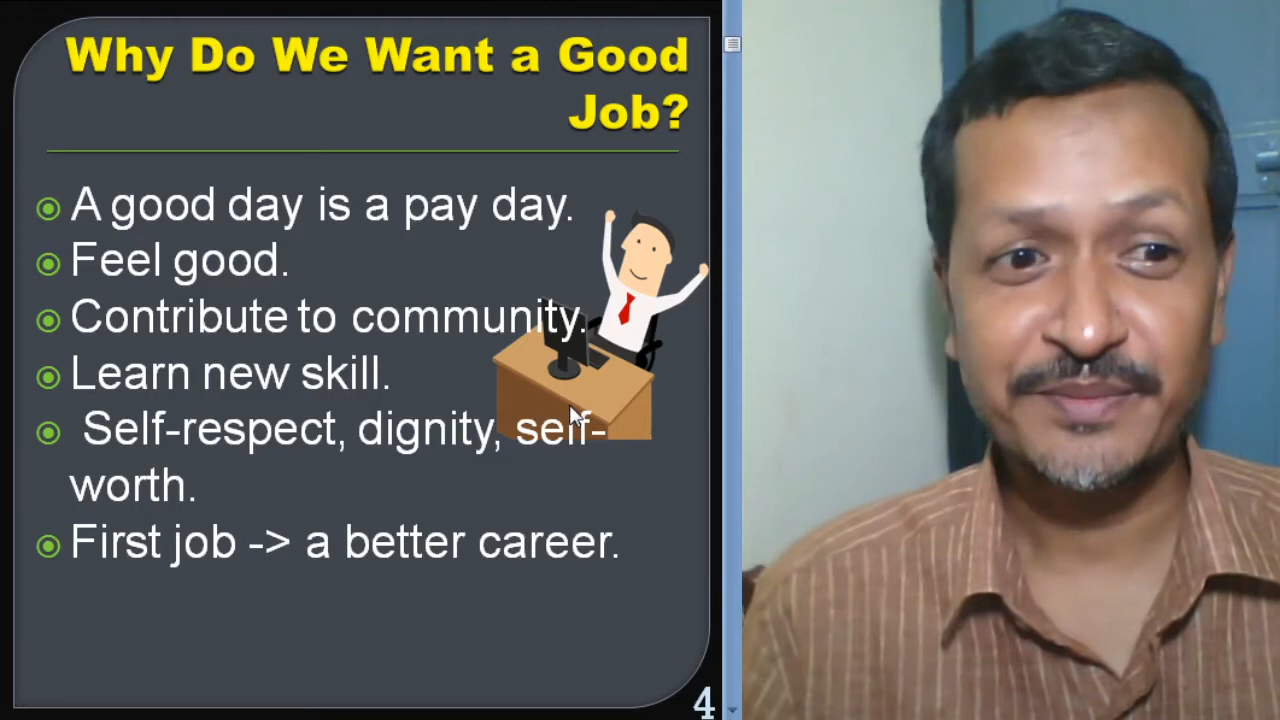 Why Do We Want a Good
Job?
A good day is a pay day.
Feel good.
Contribute to community.
Learn new skill.
Self-respect, dignity, self-
worth.
First job -> a better career.
4